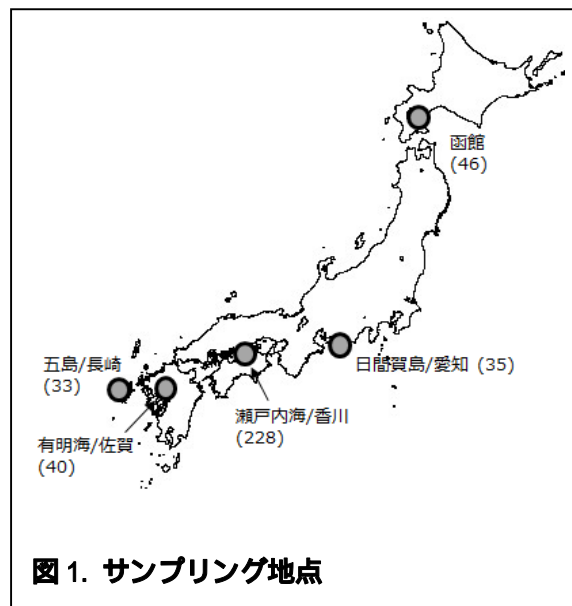 函館
(46)
日間賀島/愛知 (35)
五島/長崎
(33)
瀬戸内海/香川
(228)
有明海/佐賀
(40)
図 1. サンプリング地点